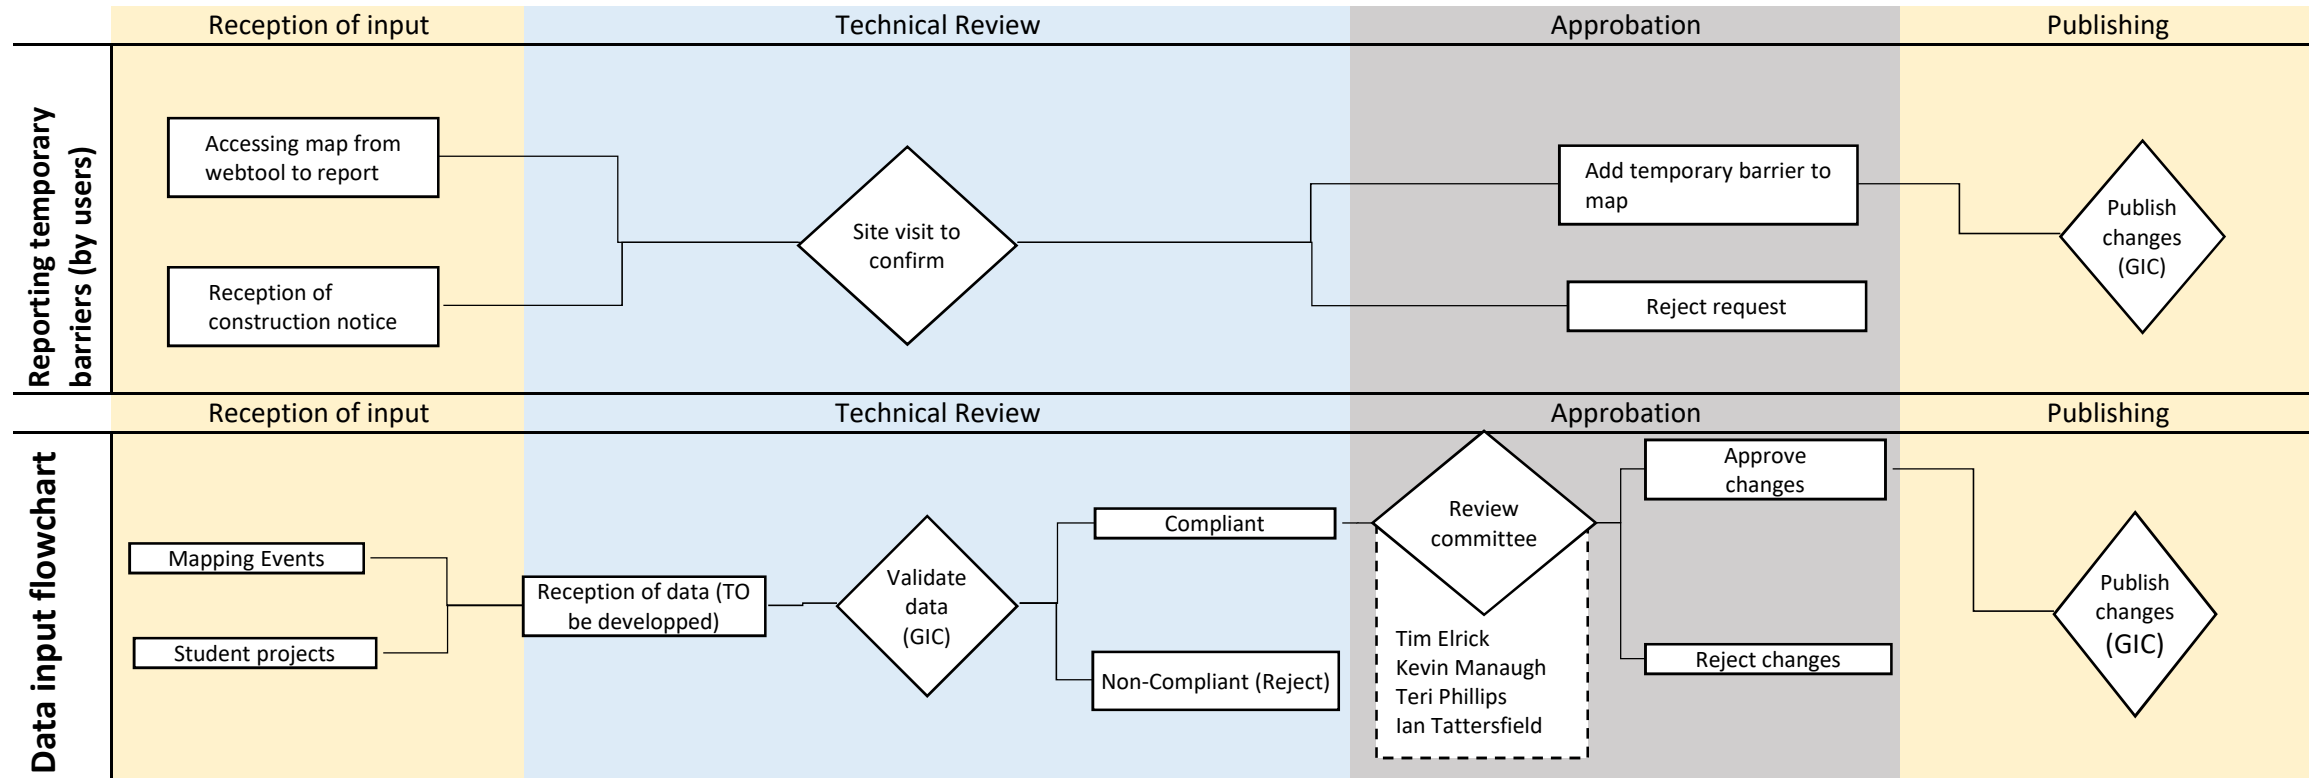 Reception of input
Technical Review
Approbation
Publishing
Reporting temporary
barriers (by users)
Accessing map from
webtool to report
Reception of
construction notice
Site visit to
confirm
Add temporary barrier to
map
Reject request
Publish
changes
(GIC)
Reception of input
Technical Review
Approbation
Publishing
Data input flowchart
Mapping Events
Student projects
Reception of data (TO
be developped)
Validate
data
(GIC)
Compliant
Non-Compliant (Reject)
Review
committee
Tim Elrick
Kevin Manaugh
Teri Phillips
Ian Tattersfield
Approve
changes
Reject changes
Publish
changes
(GIC)